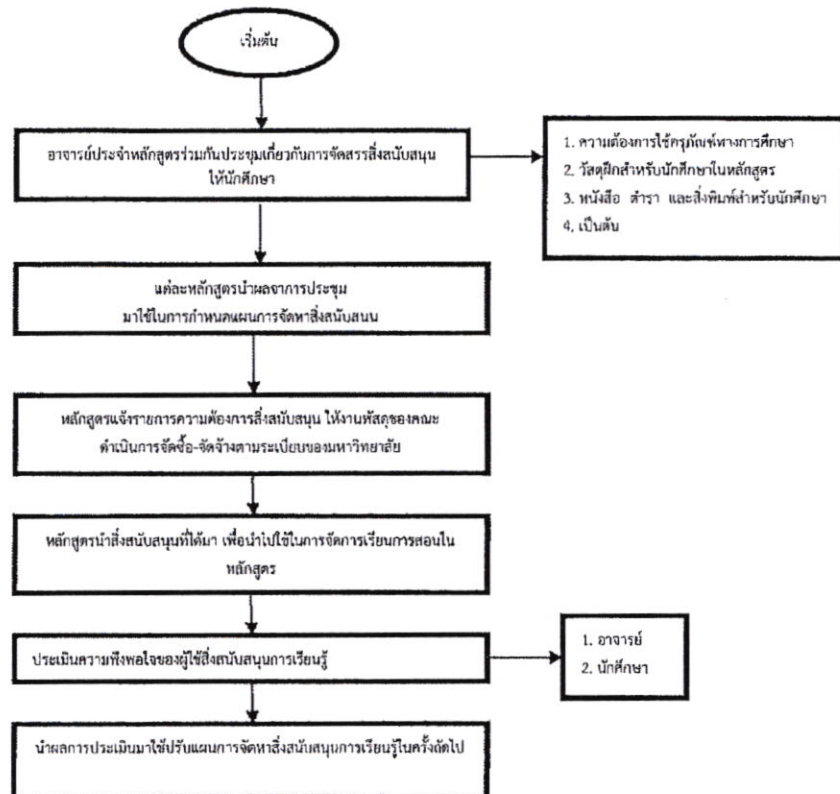 เริ่มต้น
อาจารย์ประจำหลักสูตรร่วมกันประชุมเกี่ยวกับการจัดสรรสิ่งสนับสนุน
ให้นักศึกษา
1. ความต้องการใช้ครุภัณฑ์ทางการศึกษา
2. วัสดุฝึกสำหรับนักศึกษาในหลักสูตร
3. หนังสือ ตำรา และสิ่งพิมพ์สำหรับนักศึกษา
4. เป็นต้น
แต่ละหลักสูตรนำผลจาการประชุม
มาใช้ในการกำหนดแผนการจัดหาสิ่งสนับสนน
หลักสูตรแจ้งรายการความต้องการสิ่งสนับสนุน ให้งานพัสดุของคณะ
ดำเนินการจัดซื้อ-จัดจ้างตามระเบียบของมหาวิทยาลัย
หลักสูตรนำสิ่งสนับสนุนที่ได้มา เพื่อนำไปใช้ในการจัดการเรียนการสอนใน
หลักสูตร
ประเมินความพึงพอใจของผู้ใช้สิ่งสนับสนุนการเรียนรู้
1. อาจารย์
2. นักศึกษา
นำผลการประเมินมาใช้ปรับแผนการจัดหาสิ่งสนับสนุนการเรียนรู้ในครั้งถัดไป